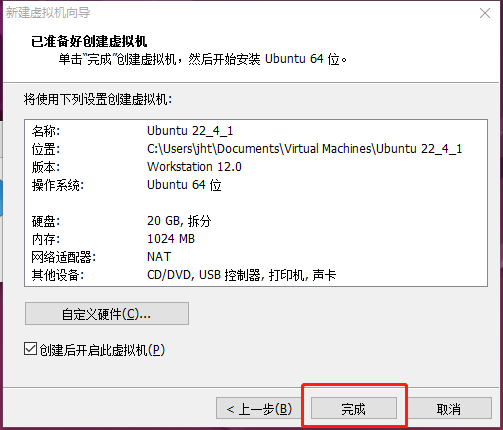 新建虚拟机向导
已准备好创建虚拟机
单击"完成"创建虚拟机，然后开始安装 Ubuntu 64 位。
将使用下列设置创建虚拟机:
名称: Ubuntu 22_4_1
位置: C:\Users\jht\Documents\Virtual Machines\Ubuntu 22_4_1
版本: Workstation 12.0
操作系统: Ubuntu 64 位
硬盘: 20 GB, 拆分
内存: 1024 MB
网络适配器: NAT
其他设备: CD/DVD, USB 控制器, 打印机, 声卡
自定义硬件(C)...
创建后开启此虚拟机(P)
< 上一步(B) 完成 取消